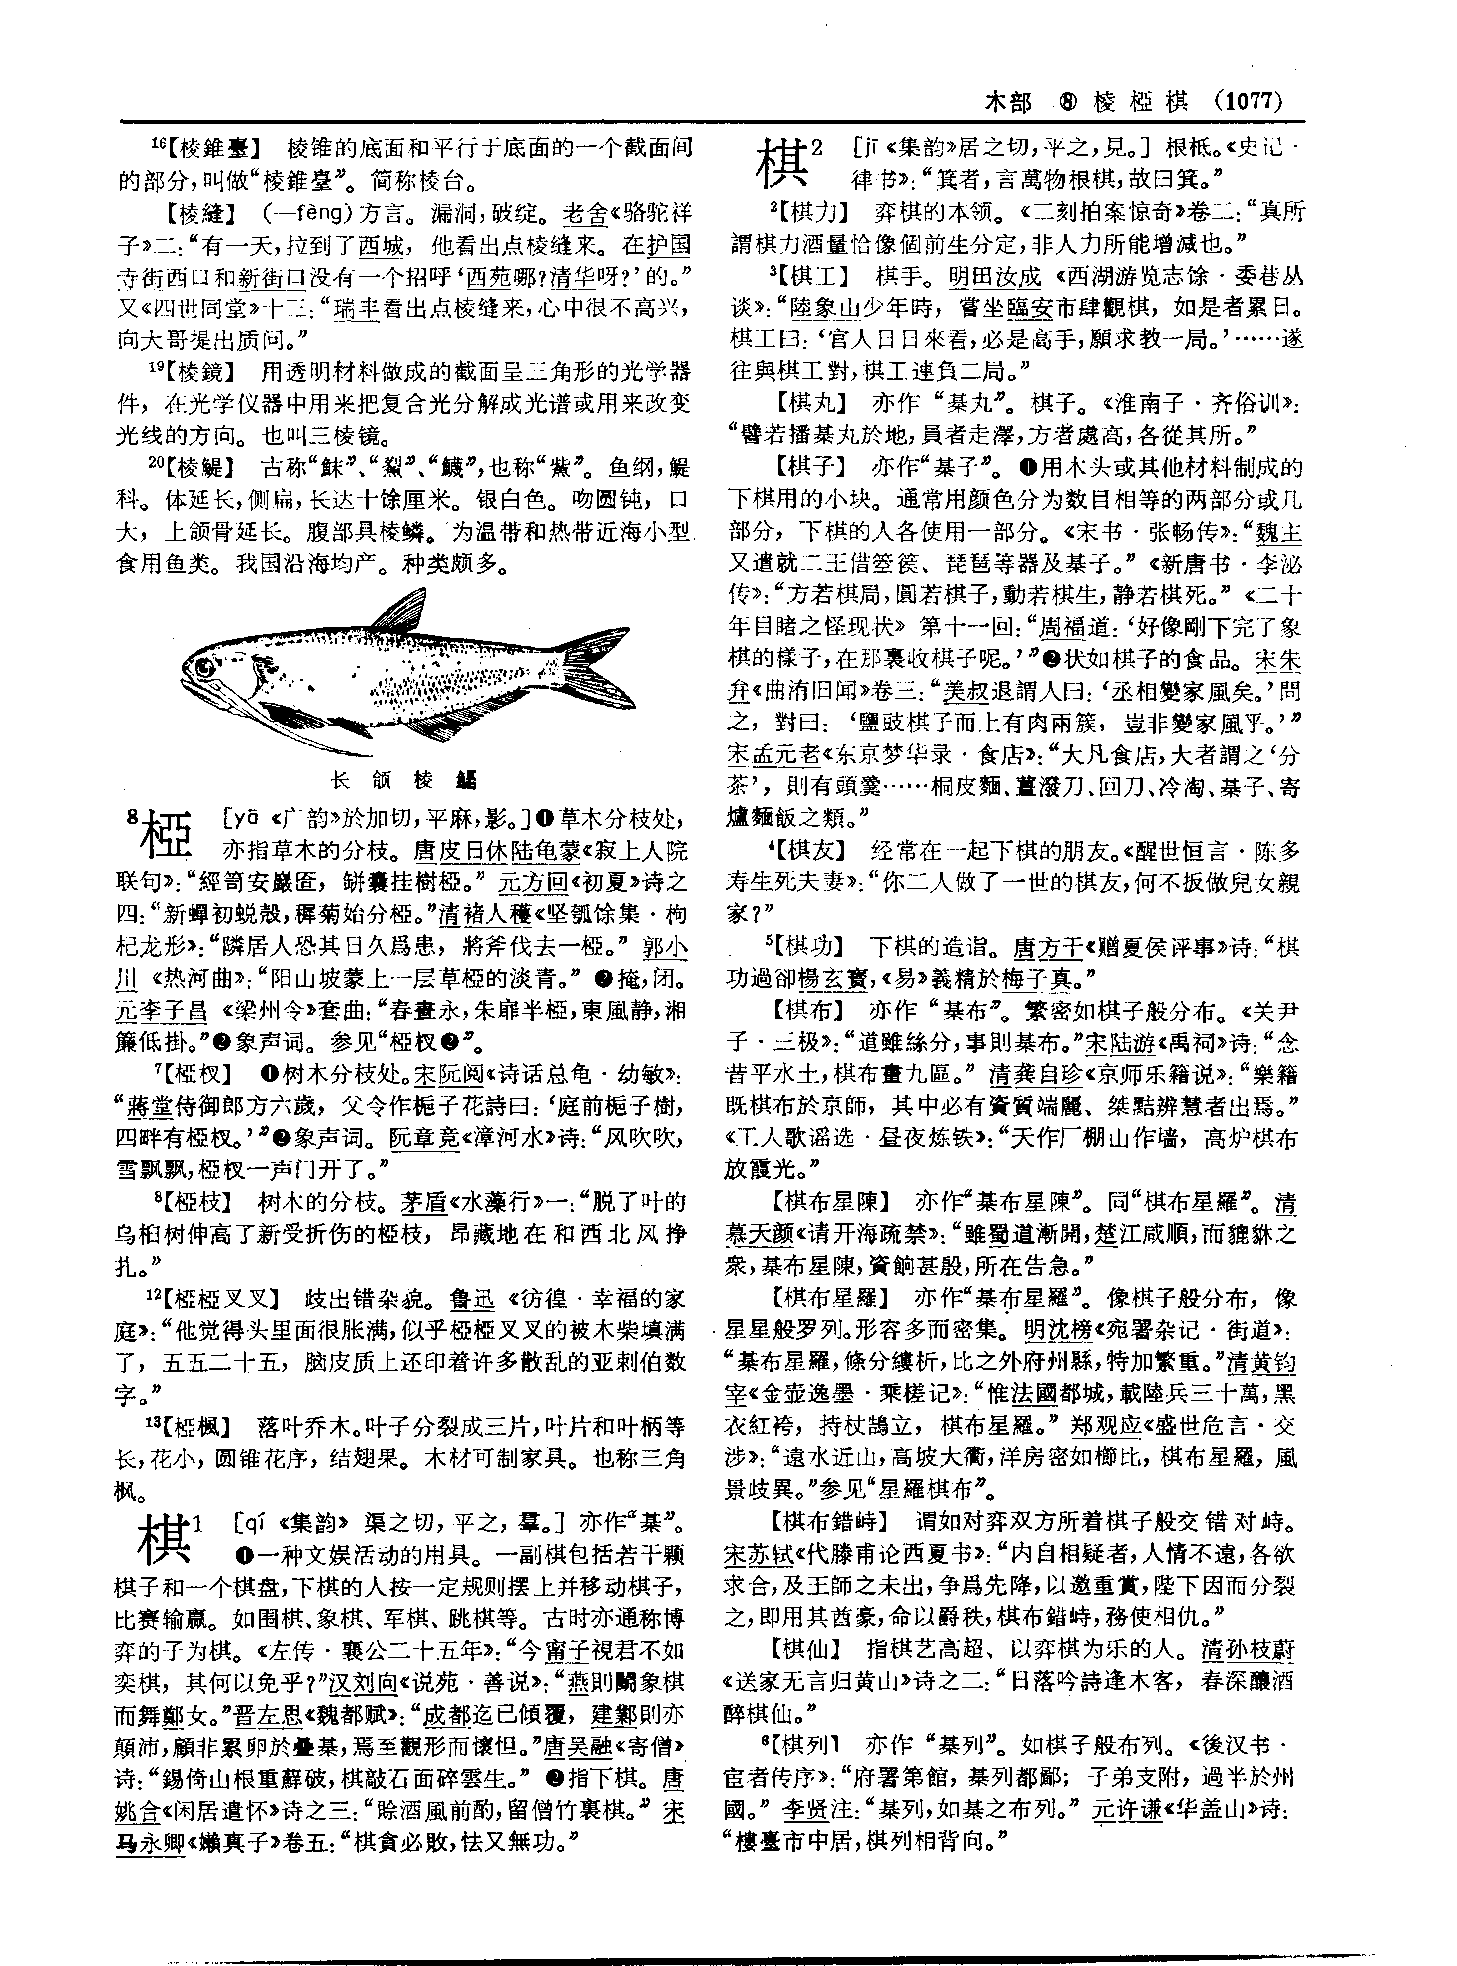 木部 ⑧ 棱 椏 棋 (1077)
¹⁶【棱錐臺】 棱锥的底面和平行于底面的一个截面间
的部分，叫做“棱錐臺”。简称棱台。
【棱縫】 (—fèng) 方言。漏洞，破绽。老舍《骆驼祥
子》二：“有一天，拉到了西城， 他看出点棱缝来。在护国
寺街西口和新街口没有一个招呼‘西苑哪？清华呀？’的。”
又《四世同堂》十三：“瑞丰看出点棱缝来，心中很不高兴，
向大哥提出质问。”
¹⁹【棱鏡】 用透明材料做成的截面呈三角形的光学器
件，在光学仪器中用来把复合光分解成光谱或用来改变
光线的方向。也叫三棱镜。
²⁰【棱鯷】 古称“鮇”、“鮤”、“鱴”，也称“鮆”。鱼纲，鯷
科。体延长，侧扁，长达十馀厘米。银白色。吻圆钝，口
大，上颌骨延长。腹部具棱鳞。为温带和热带近海小型
食用鱼类。我国沿海均产。种类颇多。
长 颌 棱 鯷
⁸椏 [yā 《广韵》於加切，平麻，影。]❶草木分枝处，
亦指草木的分枝。唐皮日休陆龟蒙《寂上人院
联句》：“經笥安巖匼，缾囊挂樹椏。” 元方回《初夏》诗之
四：“新蟬初蜕殼，穉菊始分椏。”清褚人穫《坚瓠馀集·枸
杞龙形》：“隣居人恐其日久爲患，將斧伐去一椏。” 郭小
川《热河曲》：“阳山坡蒙上一层草椏的淡青。” ❷掩，闭。
元李子昌《梁州令》套曲：“春晝永，朱扉半椏，東風静，湘
簾低掛。”❷象声词。参见“椏杈❷”。
⁷【椏杈】 ❶树木分枝处。宋阮阅《诗话总龟·幼敏》：
“蔣堂侍御郎方六歲，父令作栀子花詩曰：‘庭前栀子樹，
四畔有椏杈。’”❷象声词。阮章竞《漳河水》诗：“风吹吹，
雪飘飘，椏杈一声门开了。”
⁸【椏枝】 树木的分枝。茅盾《水藻行》一：“脱了叶的
乌桕树伸高了新受折伤的椏枝，昂藏地在和西北风挣
扎。”
¹²【椏椏叉叉】 歧出错杂貌。鲁迅《彷徨·幸福的家
庭》：“他觉得头里面很胀满，似乎椏椏叉叉的被木柴填满
了，五五二十五，脑皮质上还印着许多散乱的亚剌伯数
字。”
¹³【椏楓】 落叶乔木。叶子分裂成三片，叶片和叶柄等
长，花小，圆锥花序，结翅果。木材可制家具。也称三角
枫。
棋¹ [qí 《集韵》渠之切，平之，羣。] 亦作“棊”。
❶一种文娱活动的用具。一副棋包括若干颗
棋子和一个棋盘，下棋的人按一定规则摆上并移动棋子，
比赛输赢。如围棋、象棋、军棋、跳棋等。古时亦通称博
弈的子为棋。《左传·襄公二十五年》：“今甯子視君不如
奕棋，其何以免乎？”汉刘向《说苑·善说》：“燕則鬭象棋
而舞鄭女。”晋左思《魏都赋》：“成都迄已傾覆，建鄴則亦
顛沛，顧非累卵於疊棊，焉至觀形而懷怛。”唐吴融《寄僧》
诗：“錫倚山根重蘚破，棋敲石面碎雲生。” ❷指下棋。唐
姚合《闲居遣怀》诗之三：“賒酒風前酌，留僧竹裏棋。” 宋
马永卿《嬾真子》卷五：“棋貪必敗，怯又無功。”
棋² [jī 《集韵》居之切，平之，見。] 根柢。《史记·
律书》：“箕者，言萬物根棋，故曰箕。”
²【棋力】 弈棋的本领。《二刻拍案惊奇》卷二：“真所
謂棋力酒量恰像個前生分定，非人力所能增減也。”
³【棋工】 棋手。明田汝成《西湖游览志馀·委巷丛
谈》：“陸象山少年時，嘗坐臨安市肆觀棋，如是者累日。
棋工曰：‘官人日日來看，必是高手，願求教一局。’……遂
往與棋工對，棋工連負二局。”
【棋丸】 亦作“棊丸”。棋子。《淮南子·齐俗训》：
“譬若播棊丸於地，員者走澤，方者處高，各從其所。”
【棋子】 亦作“棊子”。❶用木头或其他材料制成的
下棋用的小块。通常用颜色分为数目相等的两部分或几
部分，下棋的人各使用一部分。《宋书·张畅传》：“魏主
又遣就二王借箜篌、琵琶等器及棊子。”《新唐书·李泌
传》：“方若棋局，圓若棋子，動若棋生，静若棋死。”《二十
年目睹之怪现状》第十一回：“周福道：‘好像剛下完了象
棋的樣子，在那裏收棋子呢。’”❷状如棋子的食品。宋朱
弁《曲洧旧闻》卷三：“美叔退謂人曰：‘丞相變家風矣。’問
之，對曰：‘鹽豉棋子而上有肉兩簇，豈非變家風乎。’”
宋孟元老《东京梦华录·食店》：“大凡食店，大者謂之‘分
茶’，則有頭羹……桐皮麵、薑潑刀、回刀、冷淘、棊子、寄
爐麵飯之類。”
⁴【棋友】 经常在一起下棋的朋友。《醒世恒言·陈多
寿生死夫妻》：“你二人做了一世的棋友，何不扳做兒女親
家？”
⁵【棋功】 下棋的造诣。唐方干《赠夏侯评事》诗：“棋
功過卻楊玄寶，《易》義精於梅子真。”
【棋布】 亦作“棊布”。繁密如棋子般分布。《关尹
子·三极》：“道雖絲分，事則棊布。”宋陆游《禹祠》诗：“念
昔平水土，棋布畫九區。” 清龚自珍《京师乐籍说》：“樂籍
既棋布於京師，其中必有資質端麗、桀黠辨慧者出焉。”
《工人歌谣选·昼夜炼铁》：“天作厂棚山作墙，高炉棋布
放霞光。”
【棋布星陳】 亦作“棊布星陳”。同“棋布星羅”。清
慕天颜《请开海疏禁》：“雖蜀道漸開，楚江咸順，而貔貅之
衆，棊布星陳，資餉甚殷，所在告急。”
【棋布星羅】 亦作“棊布星羅”。像棋子般分布，像
星星般罗列。形容多而密集。明沈榜《宛署杂记·街道》：
“棊布星羅，條分縷析，比之外府州縣，特加繁重。”清黄钧
宰《金壶逸墨·乘槎记》：“惟法國都城，載陸兵三十萬，黑
衣紅袴，持杖鵠立，棋布星羅。” 郑观应《盛世危言·交
涉》：“遠水近山，高坡大衢，洋房密如櫛比，棋布星羅，風
景歧異。”参见“星羅棋布”。
【棋布錯峙】 谓如对弈双方所着棋子般交错对峙。
宋苏轼《代滕甫论西夏书》：“内自相疑者，人情不遠，各欲
求合，及王師之未出，争爲先降，以邀重賞，陛下因而分裂
之，即用其酋豪，命以爵秩，棋布錯峙，務使相仇。”
【棋仙】 指棋艺高超、以弈棋为乐的人。清孙枝蔚
《送家无言归黄山》诗之二：“日落吟詩逢木客，春深釀酒
醉棋仙。”
⁶【棋列】 亦作“棊列”。如棋子般布列。《後汉书·
宦者传序》：“府署第館，棊列都鄙；子弟支附，過半於州
國。” 李贤注：“棊列，如棊之布列。” 元许谦《华盖山》诗：
“樓臺市中居，棋列相背向。”